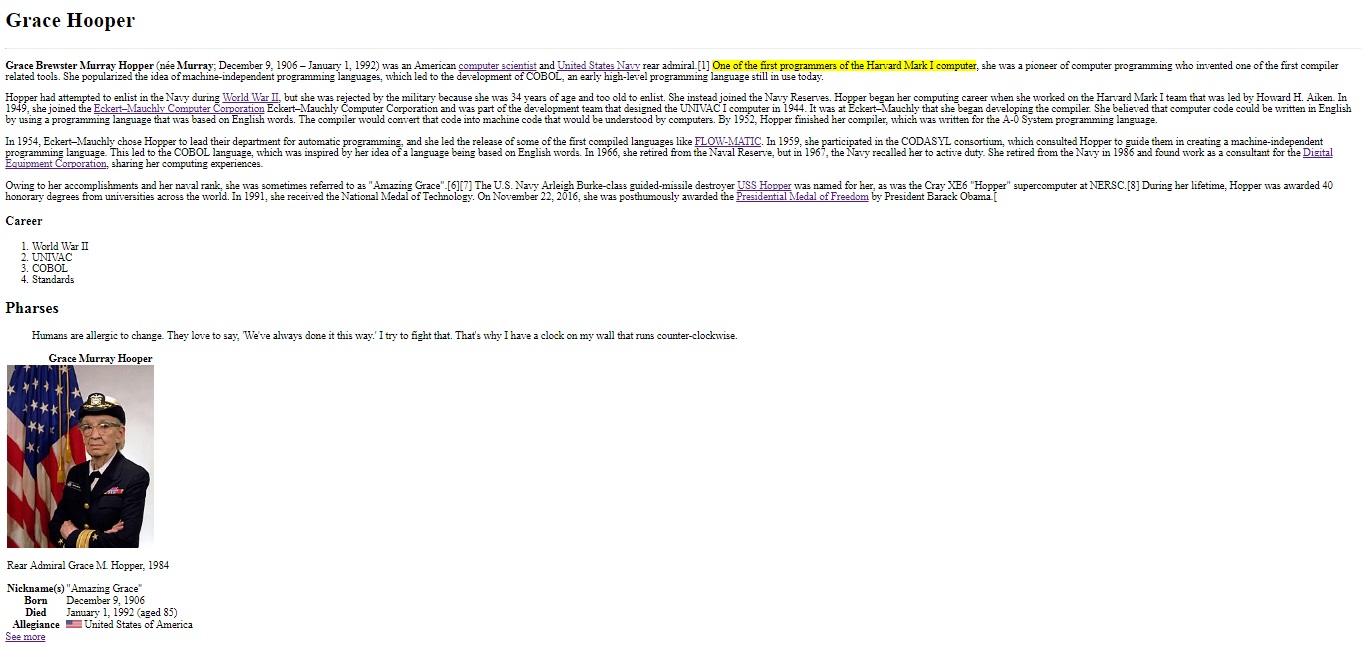 Grace Hooper
Grace Brewster Murray Hopper (née Murray; December 9, 1906 – January 1, 1992) was an American computer scientist and United States Navy rear admiral.[1] One of the first programmers of the Harvard Mark I computer, she was a pioneer of computer programming who invented one of the first compiler
related tools. She popularized the idea of machine-independent programming languages, which led to the development of COBOL, an early high-level programming language still in use today.
Hopper had attempted to enlist in the Navy during World War II, but she was rejected by the military because she was 34 years of age and too old to enlist. She instead joined the Navy Reserves. Hopper began her computing career when she worked on the Harvard Mark I team that was led by Howard H. Aiken. In
1949, she joined the Eckert–Mauchly Computer Corporation Eckert–Mauchly Computer Corporation and was part of the development team that designed the UNIVAC I computer in 1944. It was at Eckert–Mauchly that she began developing the compiler. She believed that computer code could be written in English
by using a programming language that was based on English words. The compiler would convert that code into machine code that would be understood by computers. By 1952, Hopper finished her compiler, which was written for the A-0 System programming language.
In 1954, Eckert–Mauchly chose Hopper to lead their department for automatic programming, and she led the release of some of the first compiled languages like FLOW-MATIC. In 1959, she participated in the CODASYL consortium, which consulted Hopper to guide them in creating a machine-independent
programming language. This led to the COBOL language, which was inspired by her idea of a language being based on English words. In 1966, she retired from the Naval Reserve, but in 1967, the Navy recalled her to active duty. She retired from the Navy in 1986 and found work as a consultant for the Digital
Equipment Corporation, sharing her computing experiences.
Owing to her accomplishments and her naval rank, she was sometimes referred to as "Amazing Grace".[6][7] The U.S. Navy Arleigh Burke-class guided-missile destroyer USS Hopper was named for her, as was the Cray XE6 "Hopper" supercomputer at NERSC.[8] During her lifetime, Hopper was awarded 40
honorary degrees from universities across the world. In 1991, she received the National Medal of Technology. On November 22, 2016, she was posthumously awarded the Presidential Medal of Freedom by President Barack Obama.[
Career
1. World War II
2. UNIVAC
3. COBOL
4. Standards
Pharses
Humans are allergic to change. They love to say, 'We've always done it this way.' I try to fight that. That's why I have a clock on my wall that runs counter-clockwise.
Grace Murray Hooper
Rear Admiral Grace M. Hopper, 1984
Nickname(s) "Amazing Grace"
Born December 9, 1906
Died January 1, 1992 (aged 85)
Allegiance United States of America
See more